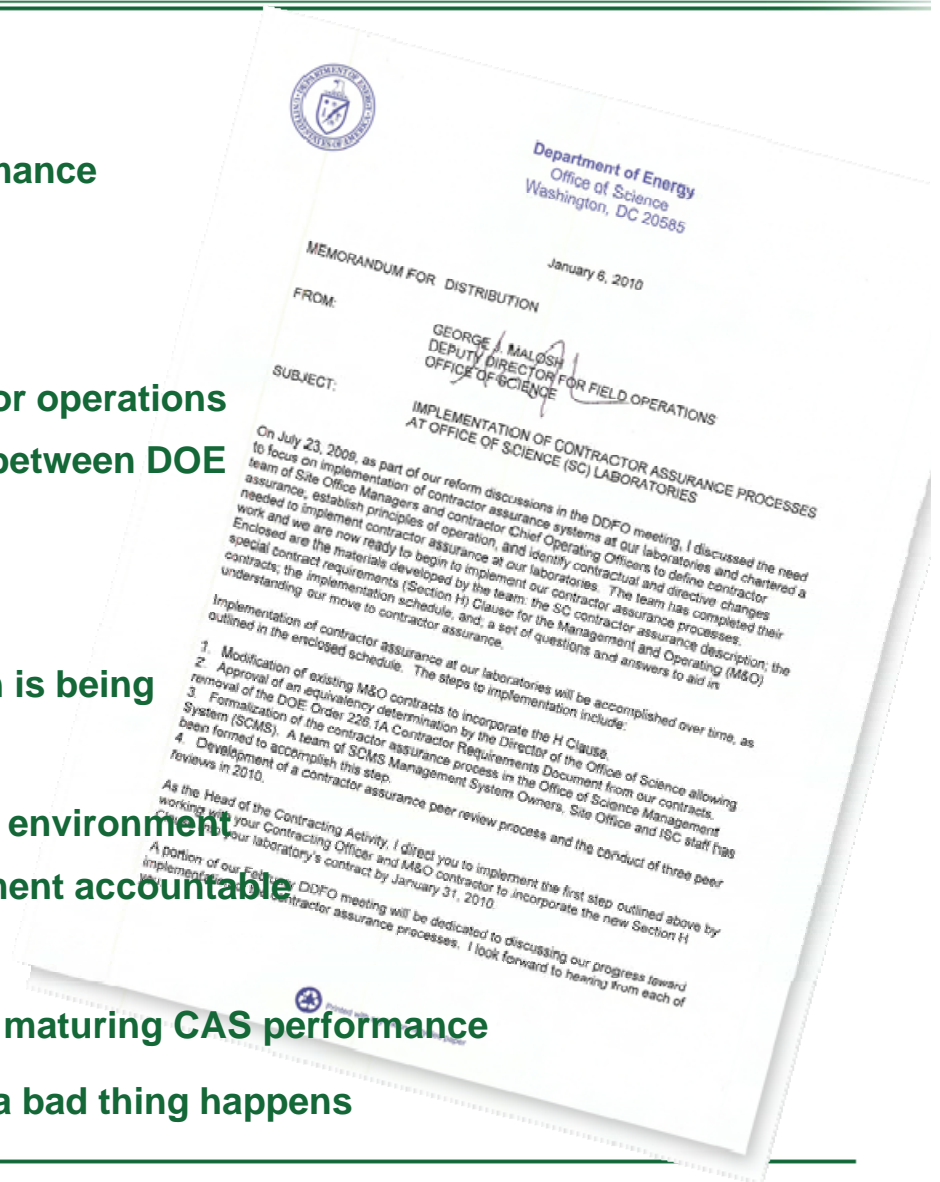 mance
or operations
between DOE
n is being
environment
ment accountable
maturing CAS performance
a bad thing happens
DEPARTMENT OF ENERGY
UNITED STATES OF AMERICA
Department of Energy
Office of Science
Washington, DC 20585
January 6, 2010
MEMORANDUM FOR DISTRIBUTION
FROM:
GEORGE J. MALOSH
DEPUTY DIRECTOR FOR FIELD OPERATIONS
OFFICE OF SCIENCE
SUBJECT:
IMPLEMENTATION OF CONTRACTOR ASSURANCE PROCESSES
AT OFFICE OF SCIENCE (SC) LABORATORIES
On July 23, 2009, as part of our reform discussions in the DDFO meeting, I discussed the need
to focus on implementation of contractor assurance systems at our laboratories and chartered a
team of Site Office Managers and contractor Chief Operating Officers to define contractor
assurance, establish principles of operation, and identify contractual and directive changes
needed to implement contractor assurance at our laboratories. The team has completed their
work and we are now ready to begin to implement our contractor assurance processes.
Enclosed are the materials developed by the team: the SC contractor assurance description; the
special contract requirements (Section H) Clause for the Management and Operating (M&O)
contracts; the implementation schedule, and; a set of questions and answers to aid in
understanding our move to contractor assurance.
Implementation of contractor assurance at our laboratories will be accomplished over time, as
outlined in the enclosed schedule. The steps to implementation include:
1. Modification of existing M&O contracts to incorporate the H Clause.
2. Approval of an equivalency determination by the Director of the Office of Science allowing
removal of the DOE Order 226.1A Contractor Requirements Document from our contracts.
3. Formalization of the contractor assurance process in the Office of Science Management
System (SCMS). A team of SCMS Management System Owners, Site Office and ISC staff has
been formed to accomplish this step.
4. Development of a contractor assurance peer review process and the conduct of three peer
reviews in 2010.
As the Head of the Contracting Activity, I direct you to implement the first step outlined above by
working with your Contracting Officer and M&O contractor to incorporate the new Section H
into your laboratory's contract by January 31, 2010.
A portion of our February DDFO meeting will be dedicated to discussing our progress toward
implementation of contractor assurance processes. I look forward to hearing from each of
Printed with paper